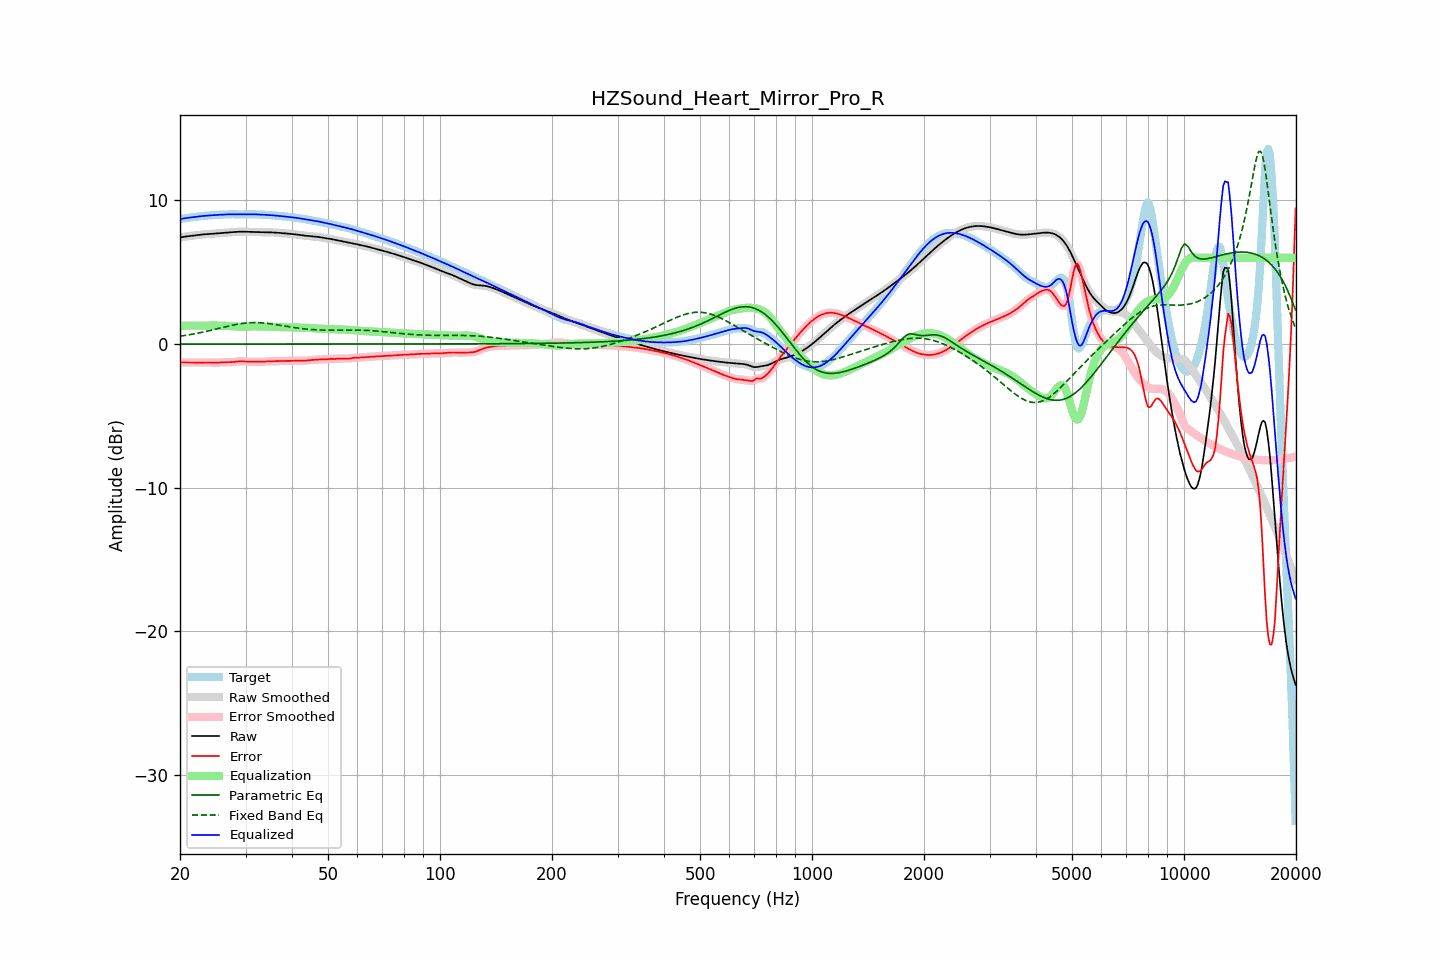 HZSound_Heart_Mirror_Pro_R
Amplitude (dBr)
10
0
−10
−20
−30
Target
Raw Smoothed
Error Smoothed
Raw
Error
Equalization
Parametric Eq
Fixed Band Eq
Equalized
20 50 100 200 500 1000 2000 5000 10000 20000
Frequency (Hz)